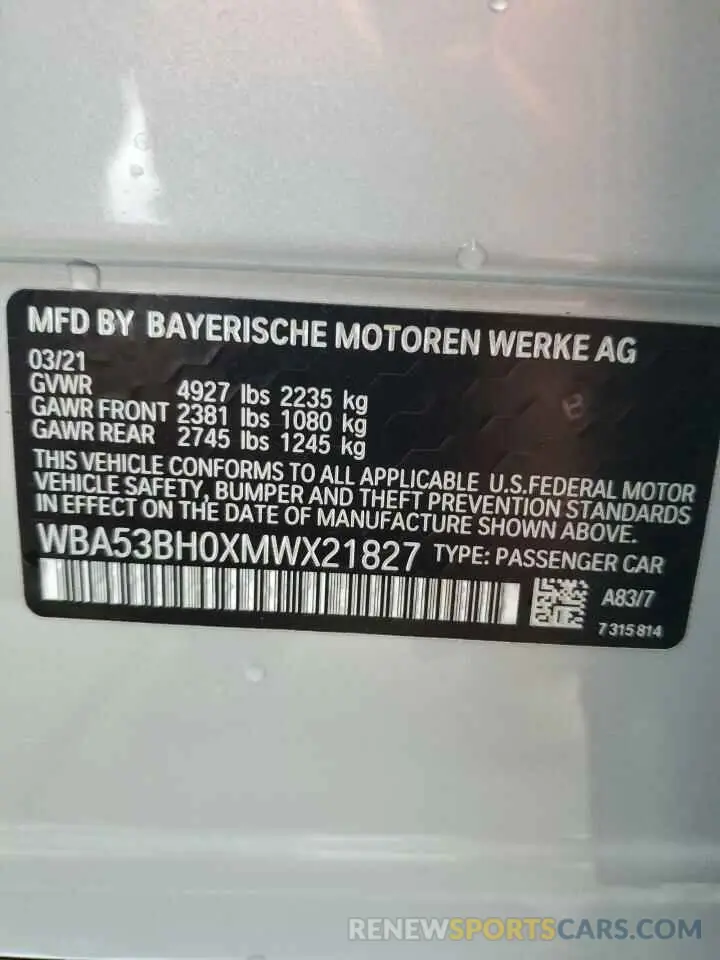 MFD BY BAYERISCHE MOTOREN WERKE AG
03/21
GVWR 4927 lbs 2235 kg
GAWR FRONT 2381 lbs 1080 kg
GAWR REAR 2745 lbs 1245 kg
THIS VEHICLE CONFORMS TO ALL APPLICABLE U.S.FEDERAL MOTOR
VEHICLE SAFETY, BUMPER AND THEFT PREVENTION STANDARDS
IN EFFECT ON THE DATE OF MANUFACTURE SHOWN ABOVE.
WBA53BH0XMWX21827 TYPE: PASSENGER CAR
A83/7
7315814
RENEWSPORTSCARS.COM